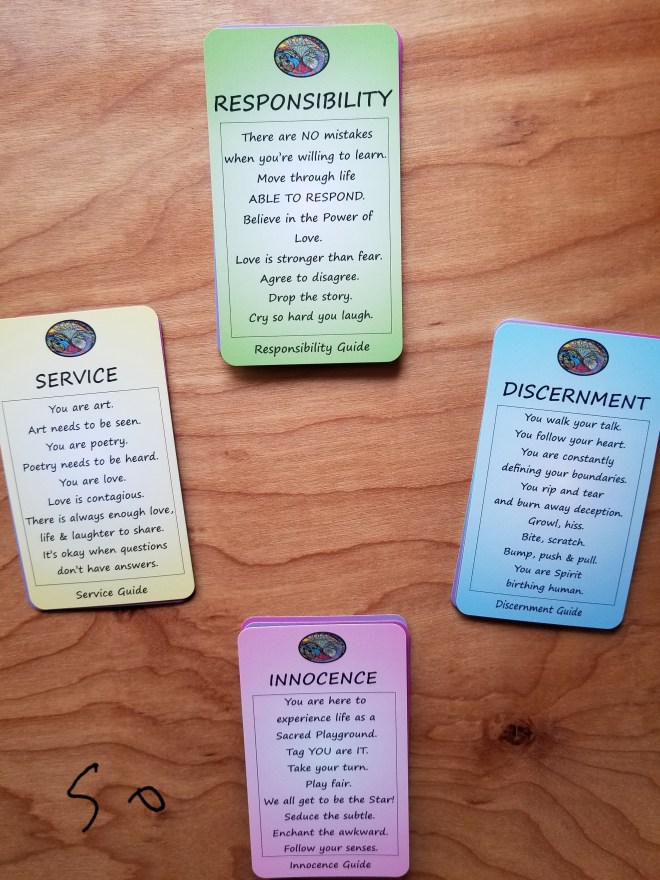 RESPONSIBILITY
There are NO mistakes
when you're willing to learn.
Move through life
ABLE TO RESPOND.
Believe in the Power of
Love.
Love is stronger than fear.
Agree to disagree.
Drop the story.
Cry so hard you laugh.
Responsibility Guide
SERVICE
You are art.
Art needs to be seen.
You are poetry.
Poetry needs to be heard.
You are love.
Love is contagious.
There is always enough love,
life & laughter to share.
It's okay when questions
don't have answers.
Service Guide
DISCERNMENT
You walk your talk.
You follow your heart.
You are constantly
defining your boundaries.
You rip and tear
and burn away deception.
Growl, hiss.
Bite, scratch.
Bump, push & pull.
You are Spirit
birthing human.
Discernment Guide
INNOCENCE
You are here to
experience life as a
Sacred Playground.
Tag YOU are IT.
Take your turn.
Play fair.
We all get to be the Star!
Seduce the subtle.
Enchant the awkward.
Follow your senses.
Innocence Guide
So